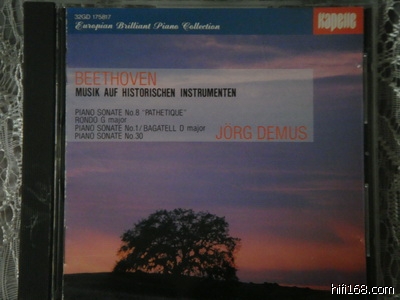 32GD 175817
Kapelle
Europian Brilliant Piano Collection
BEETHOVEN
MUSIK AUF HISTORISCHEN INSTRUMENTEN
PIANO SONATE No.8 "PATHETIQUE"
RONDO G major
PIANO SONATE No.1/BAGATELL D major
PIANO SONATE No.30
JÖRG DEMUS
hifi168.com